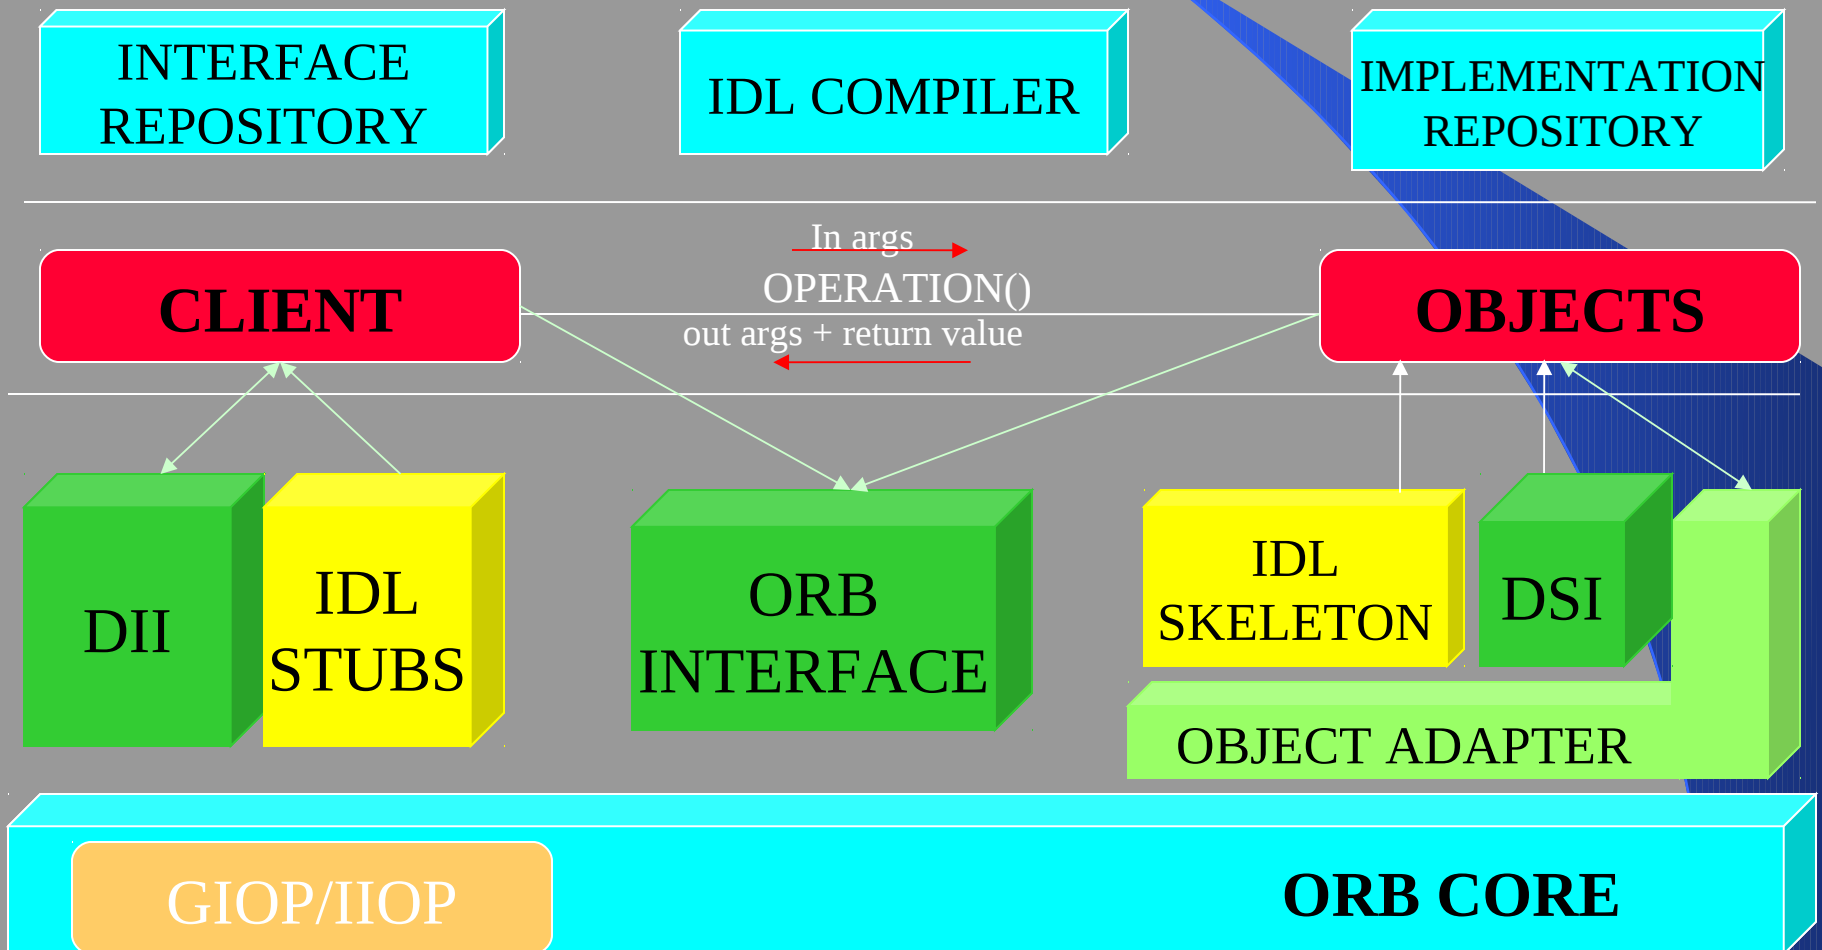 INTERFACE
REPOSITORY
IDL COMPILER
IMPLEMENTATION
REPOSITORY
In args
OPERATION()
out args + return value
CLIENT
OBJECTS
DII
IDL
STUBS
ORB
INTERFACE
IDL
SKELETON
DSI
OBJECT ADAPTER
GIOP/IIOP
ORB CORE